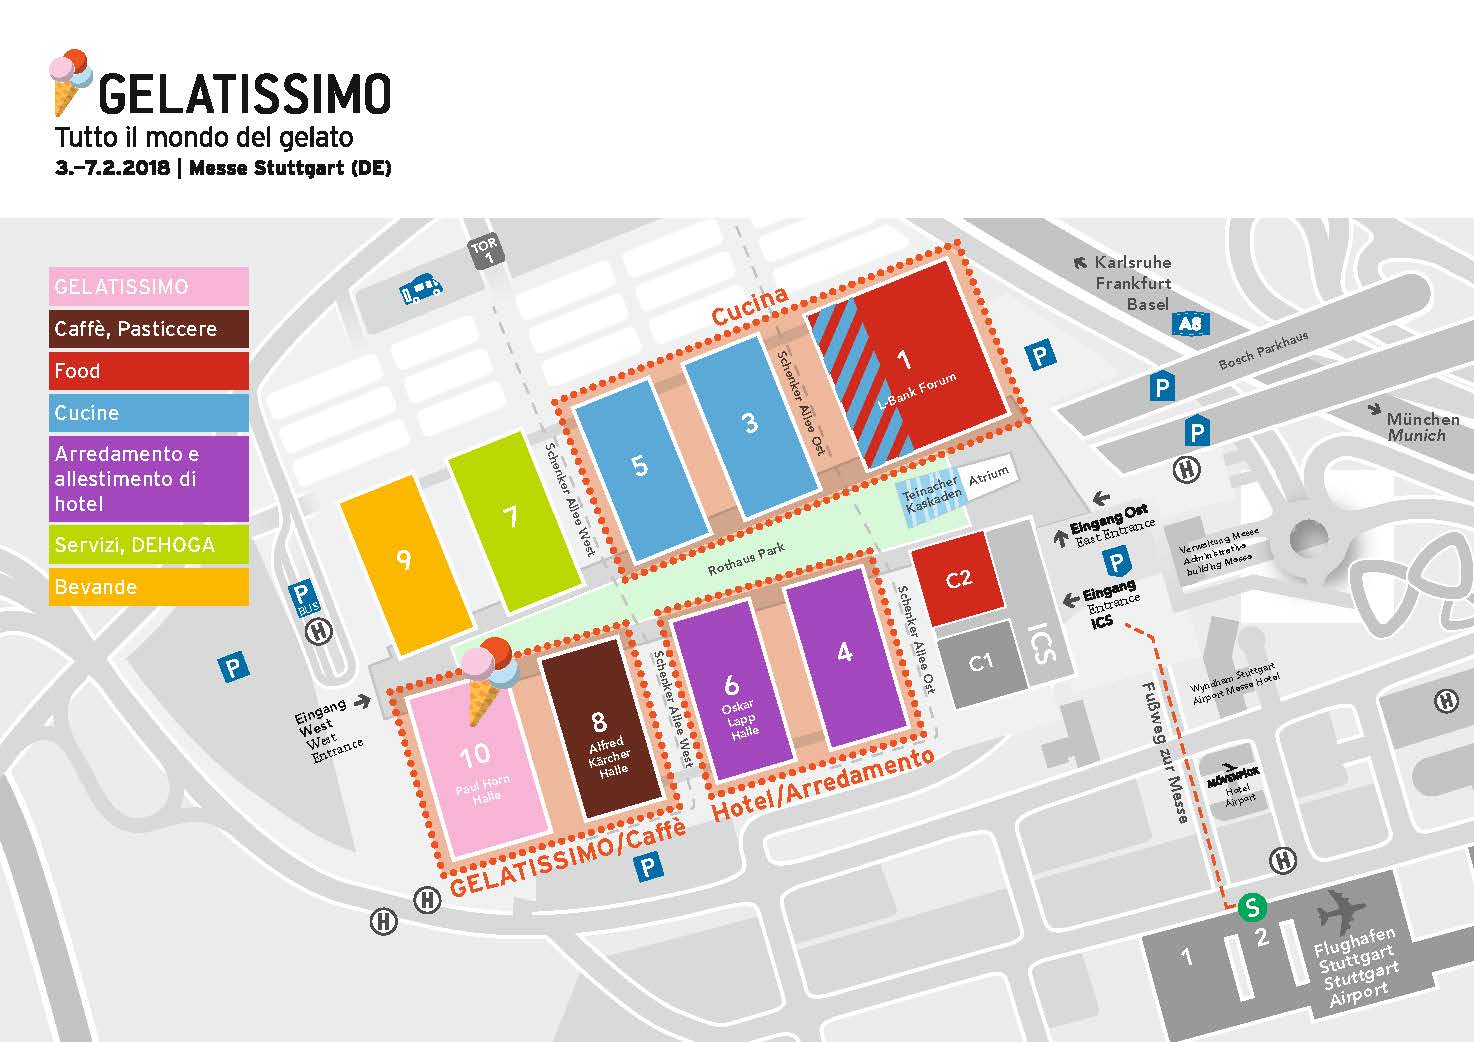 GELATISSIMO
Tutto il mondo del gelato
3.–7.2.2018 | Messe Stuttgart (DE)
GELATISSIMO
Caffè, Pasticcere
Food
Cucine
Arredamento e
allestimento di
hotel
Servizi, DEHOGA
Bevande
TOR
1
Karlsruhe
Frankfurt
Basel
A8
Bosch Parkhaus
P
P
P
H
München
Munich
Cucina
1
L-Bank Forum
Schenker Allee Ost
3
5
Schenker Allee West
7
9
Teinacher
Kaskaden
Atrium
Rothaus Park
Eingang Ost
East Entrance
P
Eingang
Entrance
ICS
Verwaltung Messe
Administrative
building Messe
P
BUS
H
P
Eingang
West
West
Entrance
10
Paul Horn
Halle
8
Alfred
Kärcher
Halle
Schenker Allee West
6
Oskar
Lapp
Halle
4
Schenker Allee Ost
C2
C1
ICS
GELATISSIMO/Caffè
Hotel/Arredamento
P
H
H
Fußweg zur Messe
Wyndham Stuttgart
Airport Messe Hotel
MÖVENPICK
Hotel
Airport
H
H
S
1
2
Flughafen
Stuttgart
Stuttgart
Airport